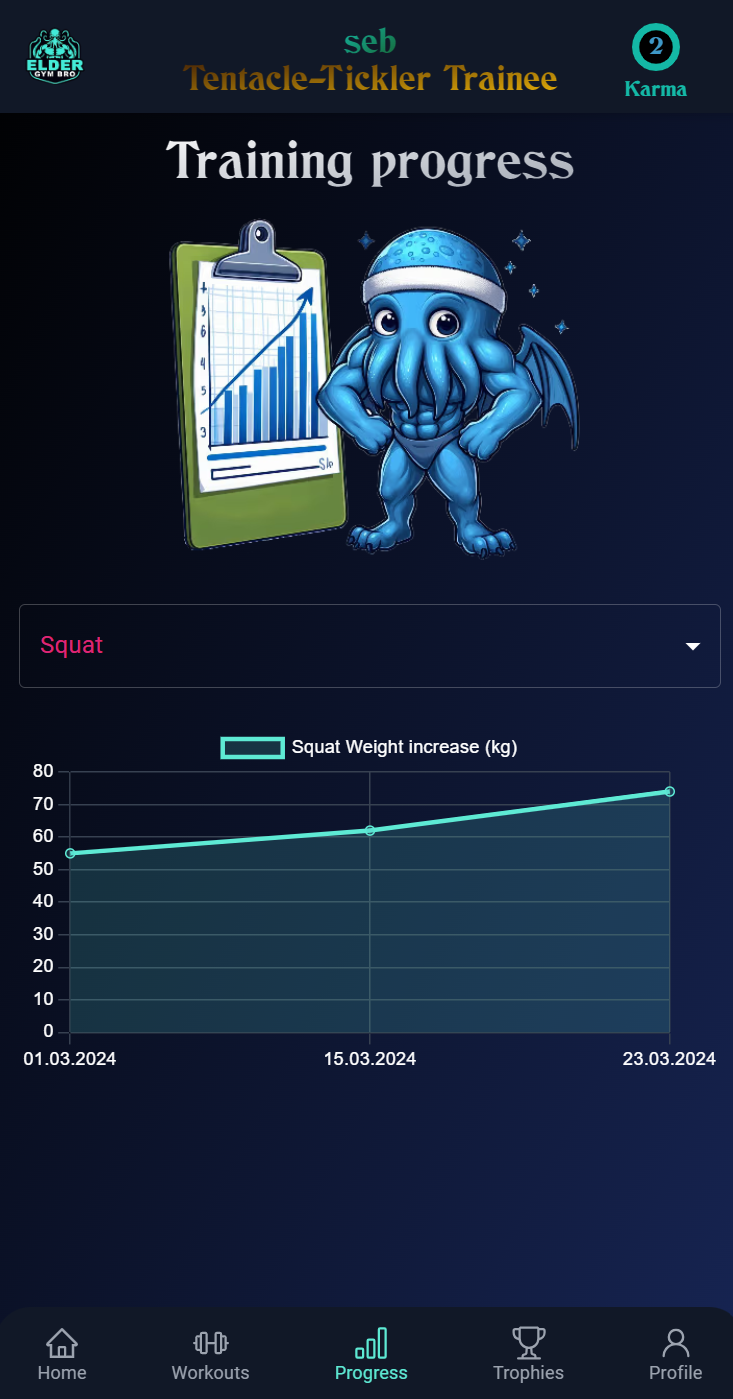 ELDER
GYM BRO
seb
Tentacle-Tickler Trainee
2
Karma
Training progress
Squat
Squat Weight increase (kg)
80
70
60
50
40
30
20
10
0
01.03.2024
15.03.2024
23.03.2024
Home
Workouts
Progress
Trophies
Profile